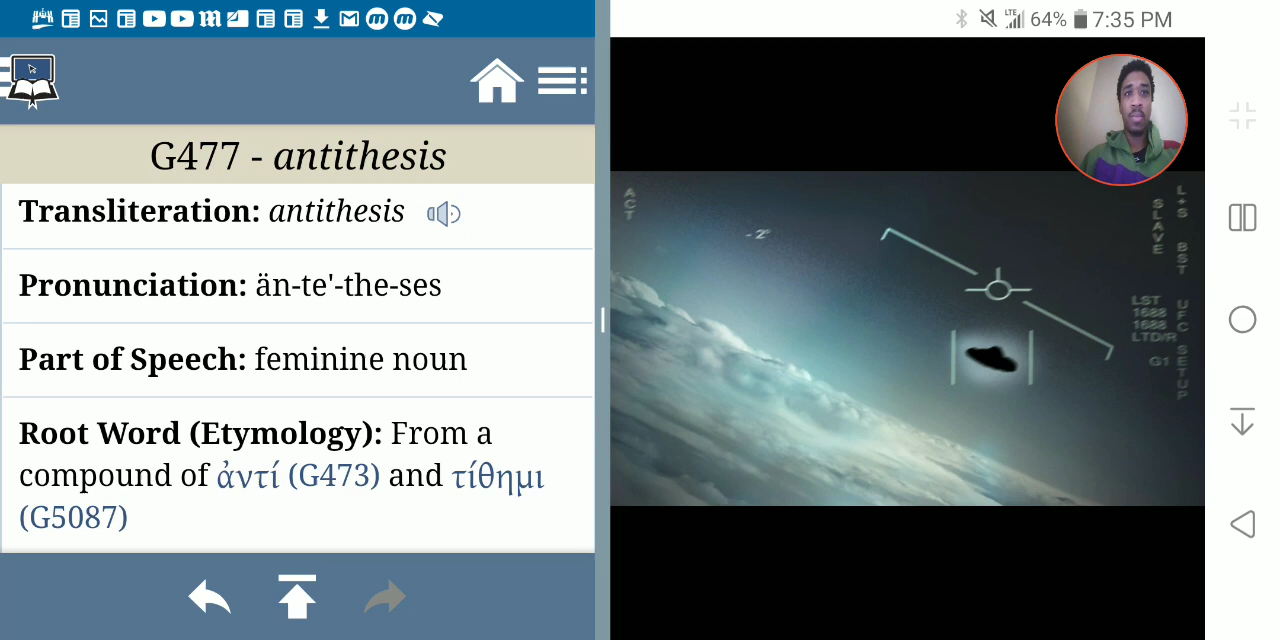 64% 7:35 PM
LTE
G477 - antithesis
Transliteration: antithesis
Pronunciation: än-te'-the-ses
Part of Speech: feminine noun
Root Word (Etymology): From a
compound of ἀντί (G473) and τίθημι
(G5087)
ACT
- 2°
L+S BST UFC SETUP
SLAVE
LST
1688
1688
LTD/R
G1